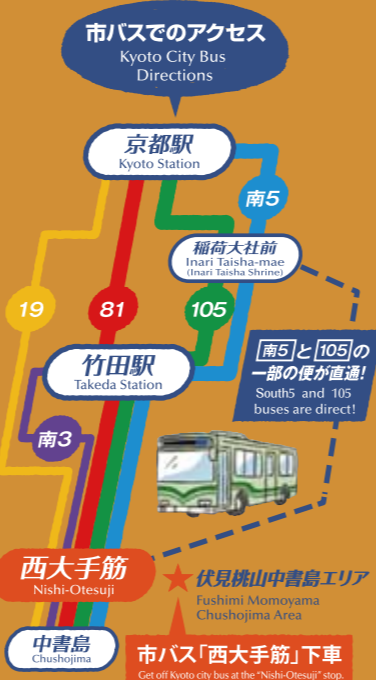 市バスでのアクセス
Kyoto City Bus
Directions
京都駅
Kyoto Station
南5
稲荷大社前
Inari Taisha-mae
(Inari Taisha Shrine)
19
81
105
南5と105の
一部の便が直通!
South5 and 105
buses are direct!
竹田駅
Takeda Station
南3
西大手筋
Nishi-Otesuji
伏見桃山中書島エリア
Fushimi Momoyama
Chushojima Area
中書島
Chushojima
市バス「西大手筋」下車
Get off Kyoto city bus at the "Nishi-Otesuji" stop.